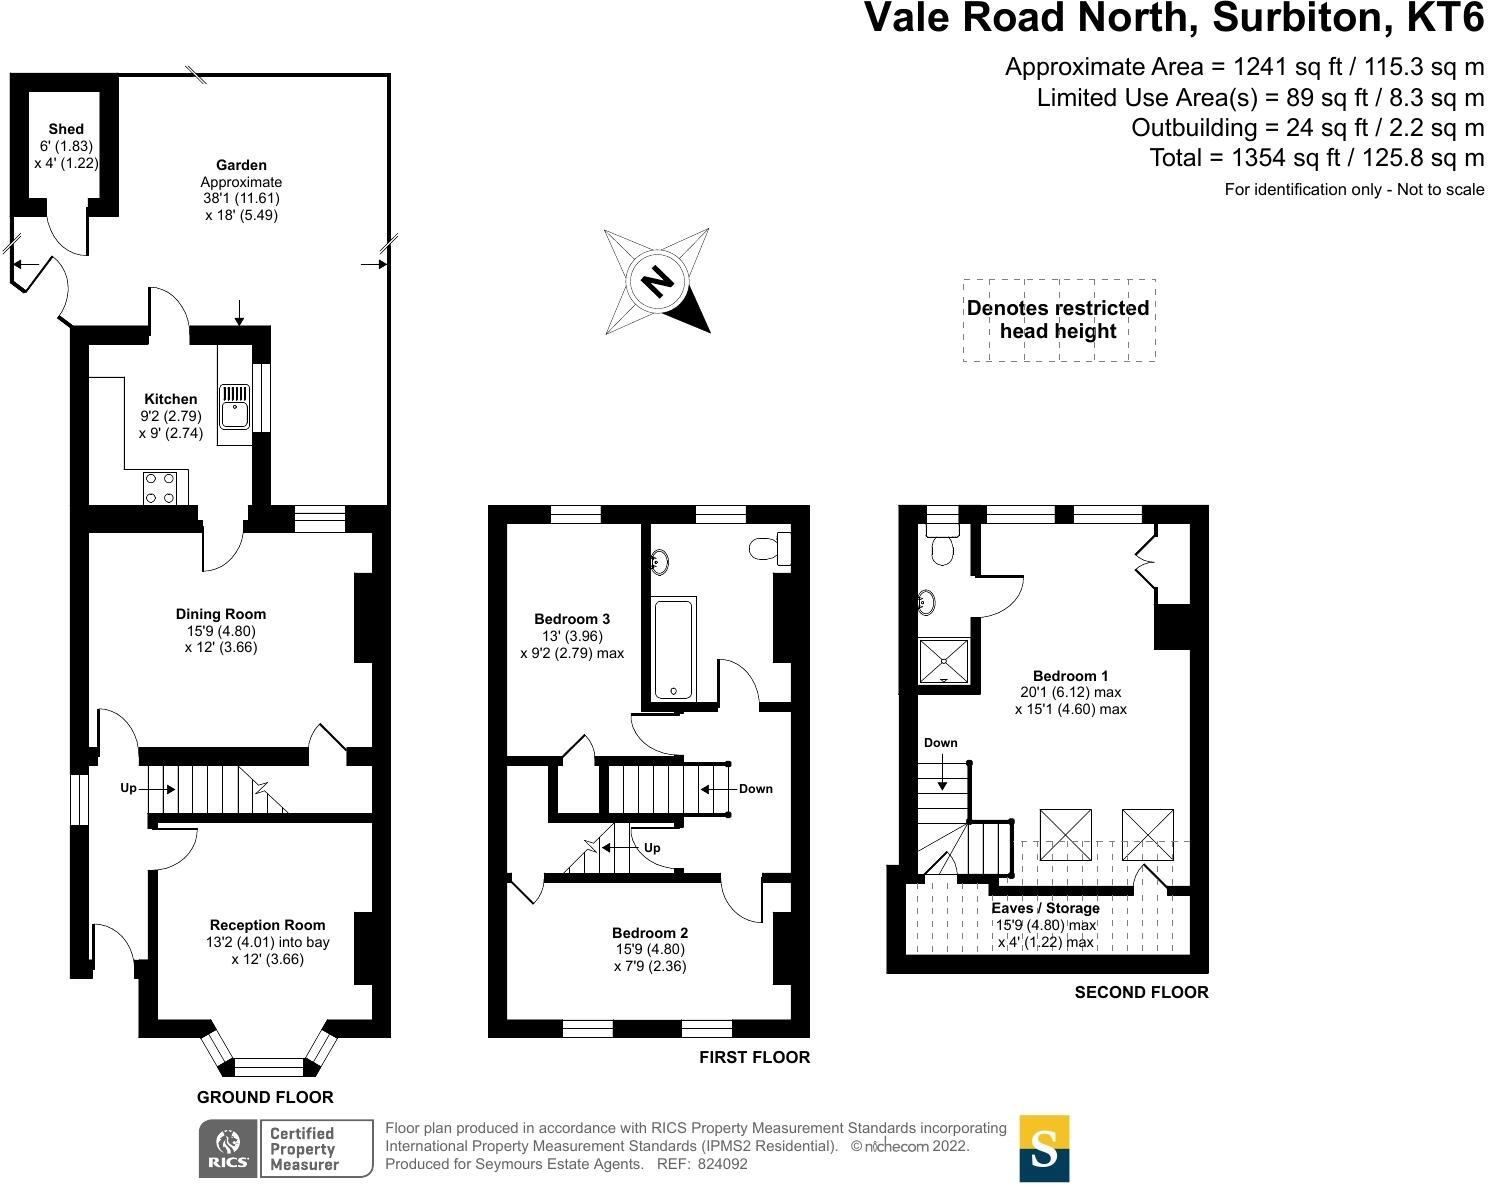 Vale Road North, Surbiton, KT6
Approximate Area = 1241 sq ft / 115.3 sq m
Limited Use Area(s) = 89 sq ft / 8.3 sq m
Outbuilding = 24 sq ft / 2.2 sq m
Total = 1354 sq ft / 125.8 sq m
For identification only - Not to scale
Shed
6' (1.83)
x 4' (1.22)
Garden
Approximate
38'1 (11.61)
x 18' (5.49)
N
Denotes restricted
head height
Kitchen
9'2 (2.79)
x 9' (2.74)
Dining Room
15'9 (4.80)
x 12' (3.66)
Up
Reception Room
13'2 (4.01) into bay
x 12' (3.66)
GROUND FLOOR
Bedroom 3
13' (3.96)
x 9'2 (2.79) max
Down
Up
Bedroom 2
15'9 (4.80)
x 7'9 (2.36)
FIRST FLOOR
Bedroom 1
20'1 (6.12) max
x 15'1 (4.60) max
Down
Eaves / Storage
15'9 (4.80) max
x 4' (1.22) max
SECOND FLOOR
RICS
Certified
Property
Measurer
Floor plan produced in accordance with RICS Property Measurement Standards incorporating
International Property Measurement Standards (IPMS2 Residential). © nichecom 2022.
Produced for Seymours Estate Agents. REF: 824092
S